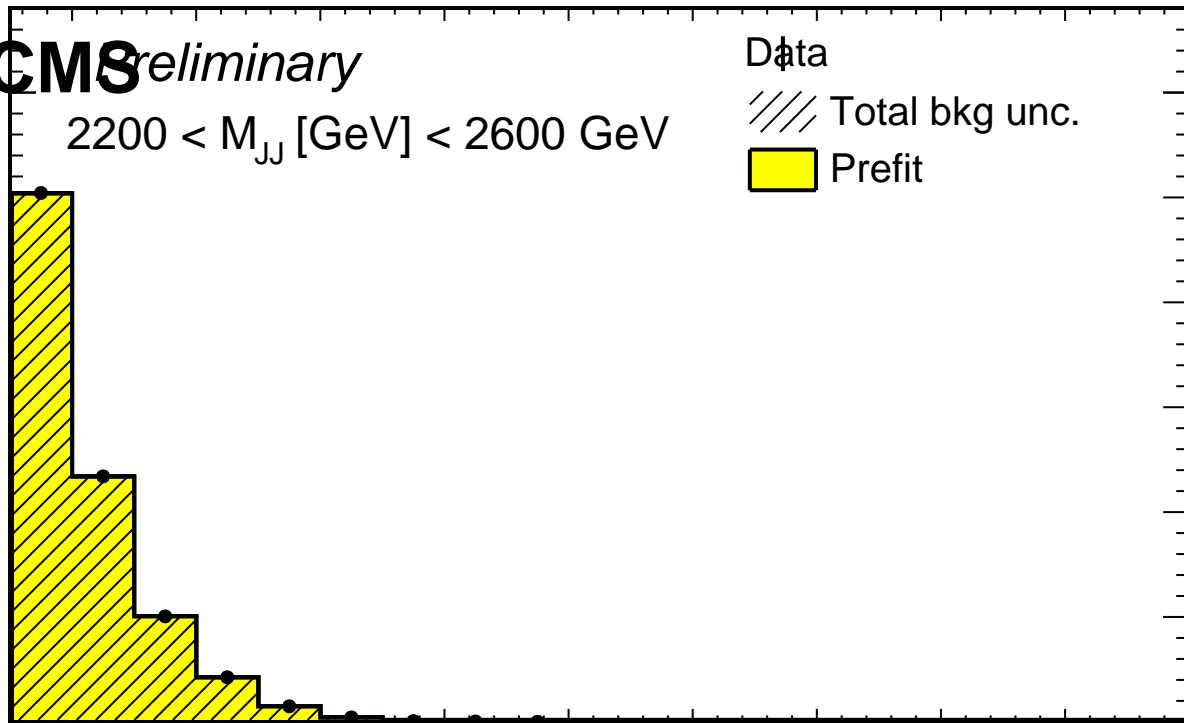 CMS Preliminary
2200 < M_JJ [GeV] < 2600 GeV
Data
Total bkg unc.
Prefit